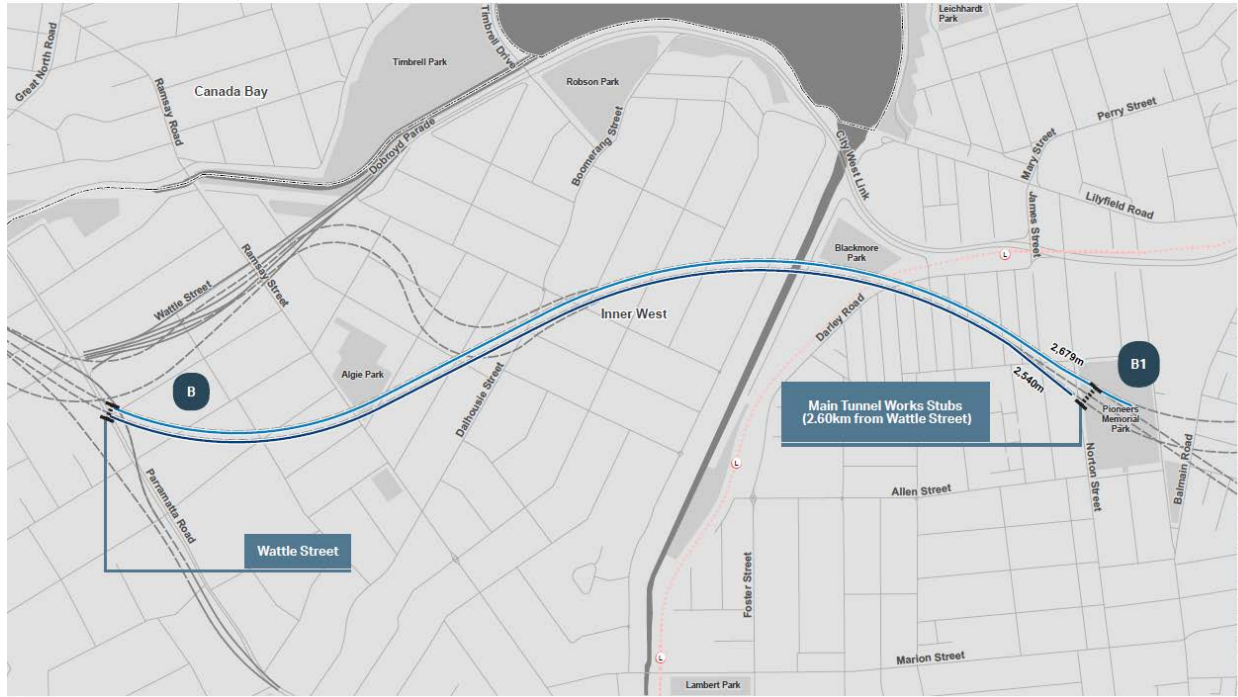 Great North Road
Ramsay Road
Canada Bay
Timbrell Park
Timbrell Drive
Robson Park
Leichhardt
Park
Perry Street
Dobroyd Parade
Boomerang Street
City West Link
Mary Street
James Street
Lilyfield Road
Blackmore
Park
L
Ramsay Street
Wattle Street
Inner West
Darley Road
Algie Park
Dalhousie Street
B
2,679m
2,540m
B1
Main Tunnel Works Stubs
(2.60km from Wattle Street)
Pioneers
Memorial
Park
Norton Street
Balmain Road
L
Allen Street
Parramatta Road
Wattle Street
Foster Street
L
Marion Street
Lambert Park